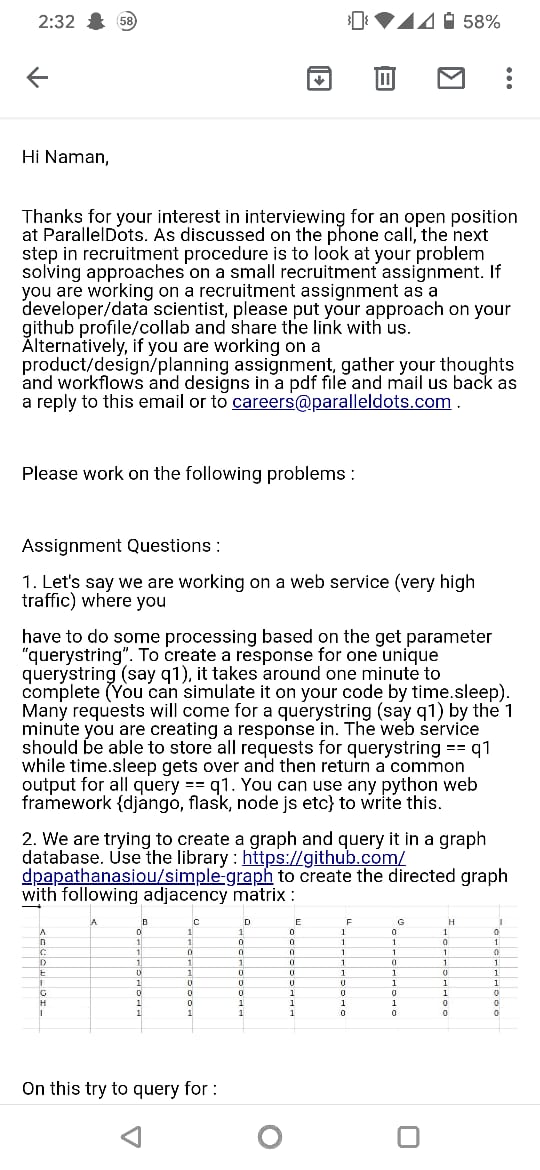 2:32 58 58%
Hi Naman,
Thanks for your interest in interviewing for an open position
at ParallelDots. As discussed on the phone call, the next
step in recruitment procedure is to look at your problem
solving approaches on a small recruitment assignment. If
you are working on a recruitment assignment as a
developer/data scientist, please put your approach on your
github profile/collab and share the link with us.
Alternatively, if you are working on a
product/design/planning assignment, gather your thoughts
and workflows and designs in a pdf file and mail us back as
a reply to this email or to careers@paralleldots.com .
Please work on the following problems :
Assignment Questions :
1. Let's say we are working on a web service (very high
traffic) where you
have to do some processing based on the get parameter
“querystring”. To create a response for one unique
querystring (say q1), it takes around one minute to
complete (You can simulate it on your code by time.sleep).
Many requests will come for a querystring (say q1) by the 1
minute you are creating a response in. The web service
should be able to store all requests for querystring == q1
while time.sleep gets over and then return a common
output for all query == q1. You can use any python web
framework {django, flask, node js etc} to write this.
2. We are trying to create a graph and query it in a graph
database. Use the library : https://github.com/
dpapathanasiou/simple-graph to create the directed graph
with following adjacency matrix :
A B C D E F G H I
A 0 1 1 0 1 0 1 0
B 1 1 0 0 1 1 0 1
C 1 0 0 0 1 1 1 0
D 1 1 1 0 1 0 1 1
E 0 1 0 0 1 1 0 1
F 1 0 0 0 0 1 1 1
G 0 0 0 1 0 0 1 0
H 1 0 1 1 1 1 0 0
I 1 1 1 1 0 0 0 0
On this try to query for :